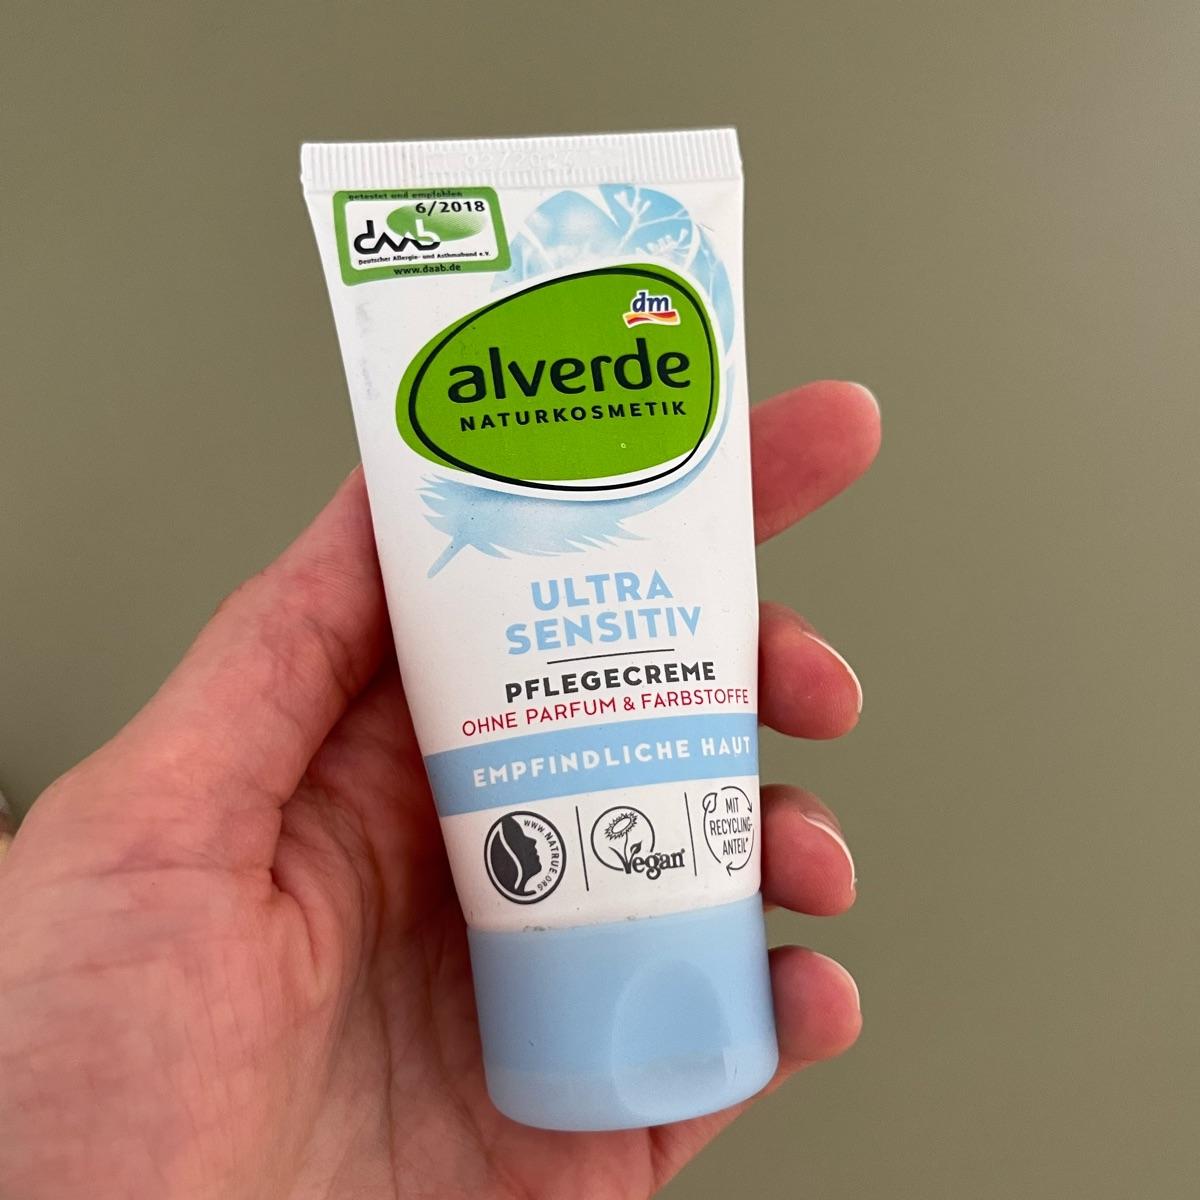 getestet und empfohlen
6/2018
daab
Deutscher Allergie- und Asthmabund e.V.
www.daab.de
dm
alverde
NATURKOSMETIK
ULTRA
SENSITIV
PFLEGECREME
OHNE PARFUM & FARBSTOFFE
EMPFINDLICHE HAUT
WWW.NATRUE.ORG
Vegan
MIT
RECYCLING-
ANTEIL*